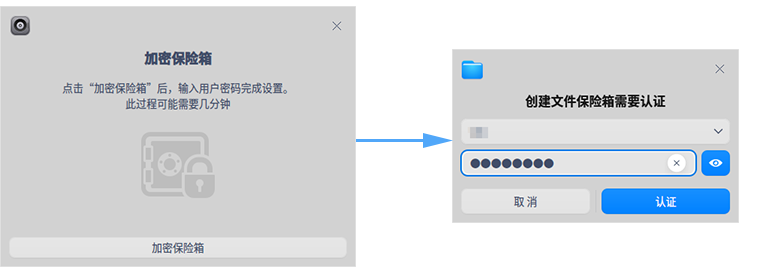 加密保险箱
点击“加密保险箱”后，输入用户密码完成设置。
此过程可能需要几分钟
加密保险箱
创建文件保险箱需要认证
取消
认证